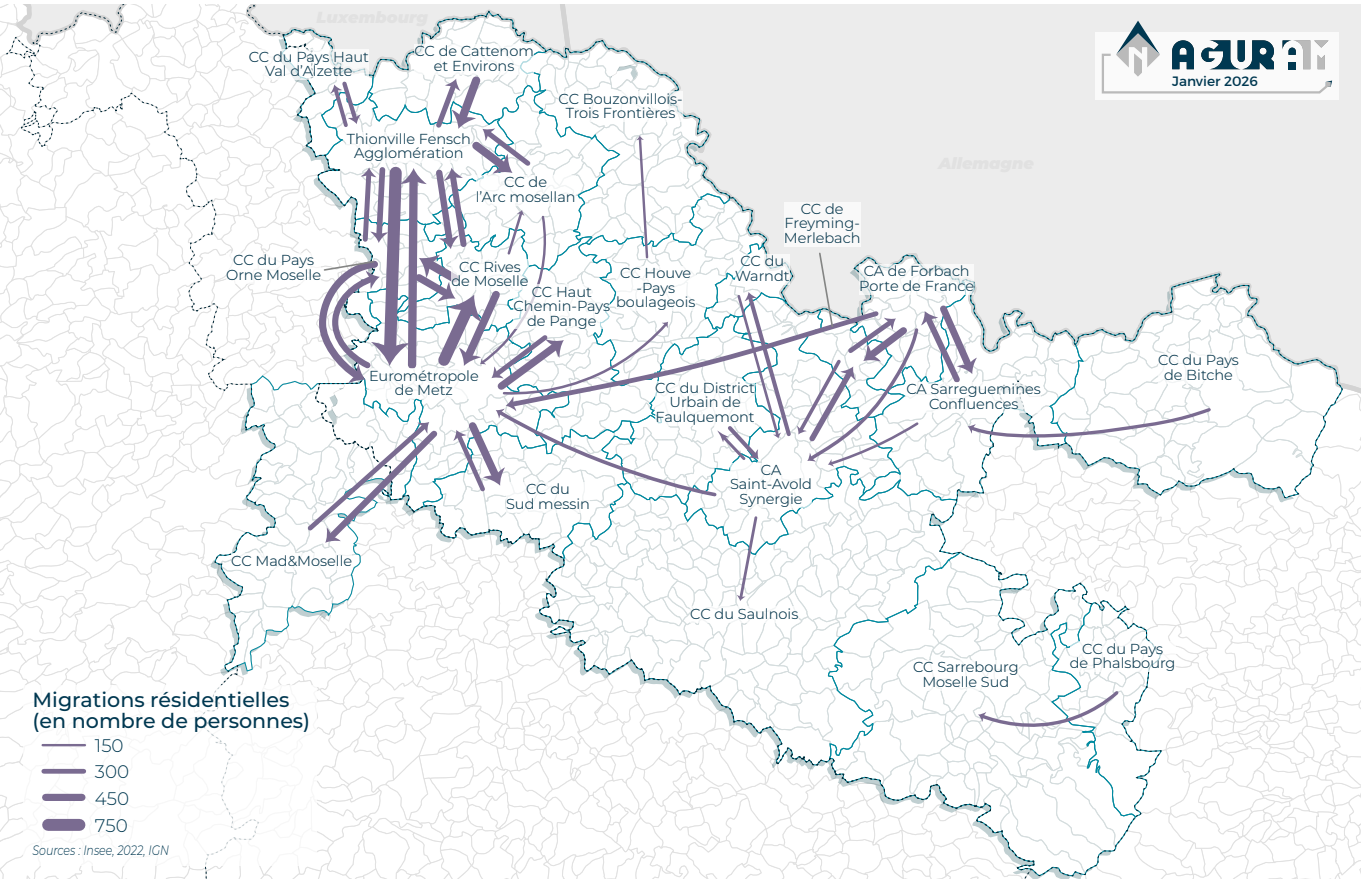 Luxembourg
CC du Pays Haut
Val d'Alzette
CC de Cattenom
et Environs
AGURAM
Janvier 2026
CC Bouzonvillois-
Trois Frontières
Thionville Fensch
Agglomération
Allemagne
CC de
l'Arc mosellan
CC de
Freyming-
Merlebach
CC du Pays
Orne Moselle
CC Rives
de Moselle
CC Houve
-Pays
boulageois
CC du
Warndt
CA de Forbach
Porte de France
CC Haut
Chemin-Pays
de Pange
Eurométropole
de Metz
CC du District
Urbain de
Faulquemont
CA Sarreguemines
Confluences
CC du Pays
de Bitche
CA
Saint-Avold
Synergie
CC du
Sud messin
CC Mad&Moselle
CC du Saulnois
CC Sarrebourg
Moselle Sud
CC du Pays
de Phalsbourg
Migrations résidentielles
(en nombre de personnes)
150
300
450
750
Sources : Insee, 2022, IGN